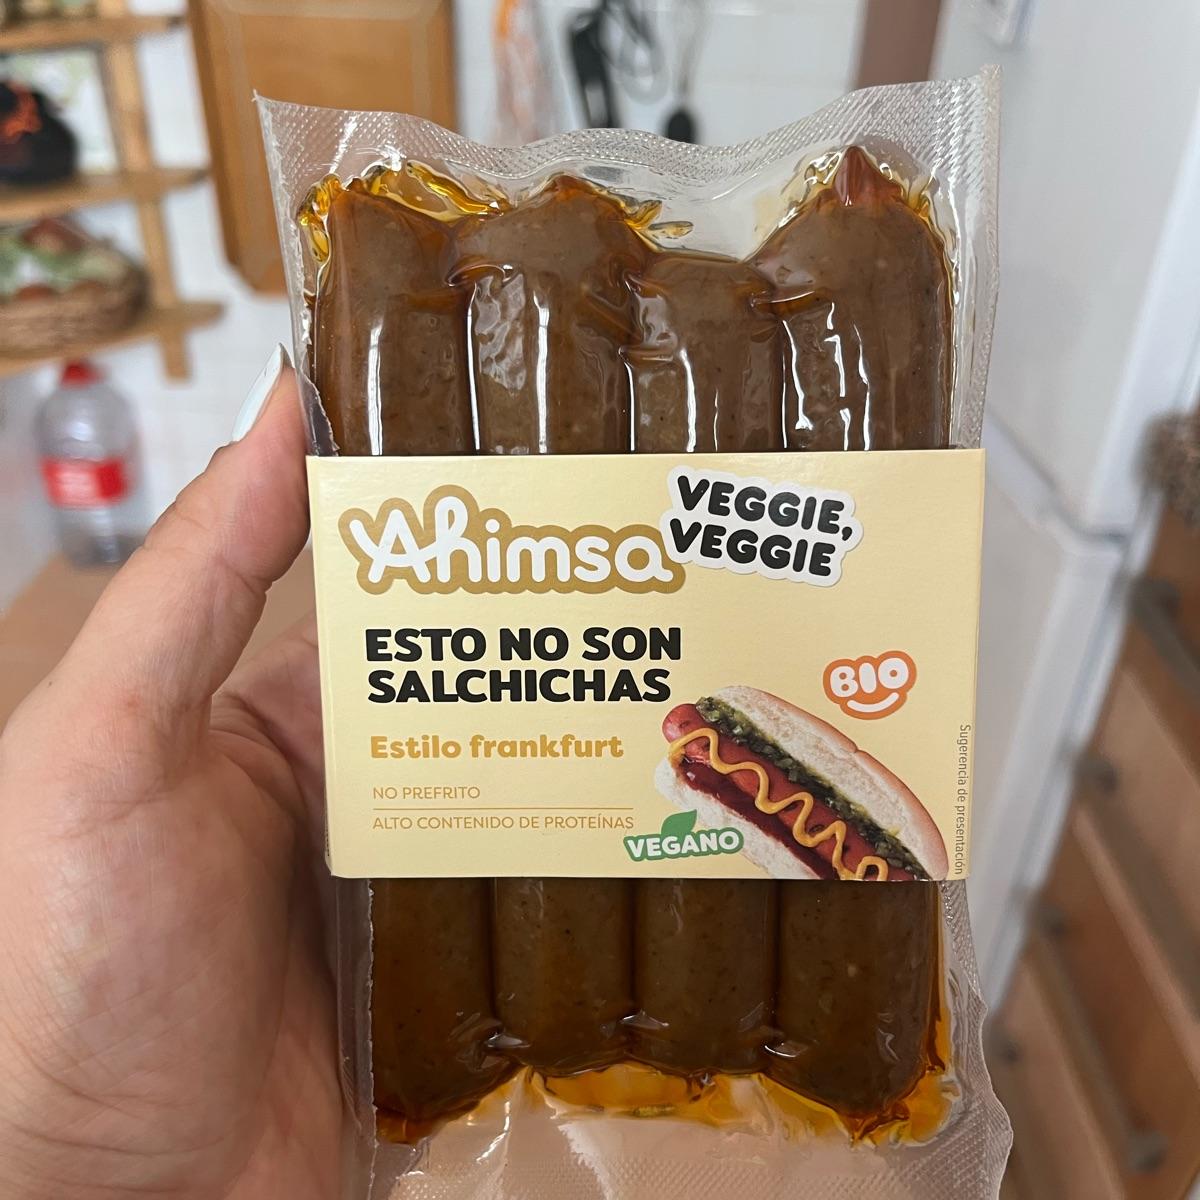 Ahimsa
VEGGIE,
VEGGIE
ESTO NO SON
SALCHICHAS
Estilo frankfurt
BIO
NO PREFRITO
ALTO CONTENIDO DE PROTEÍNAS
VEGANO
Sugerencia de presentación